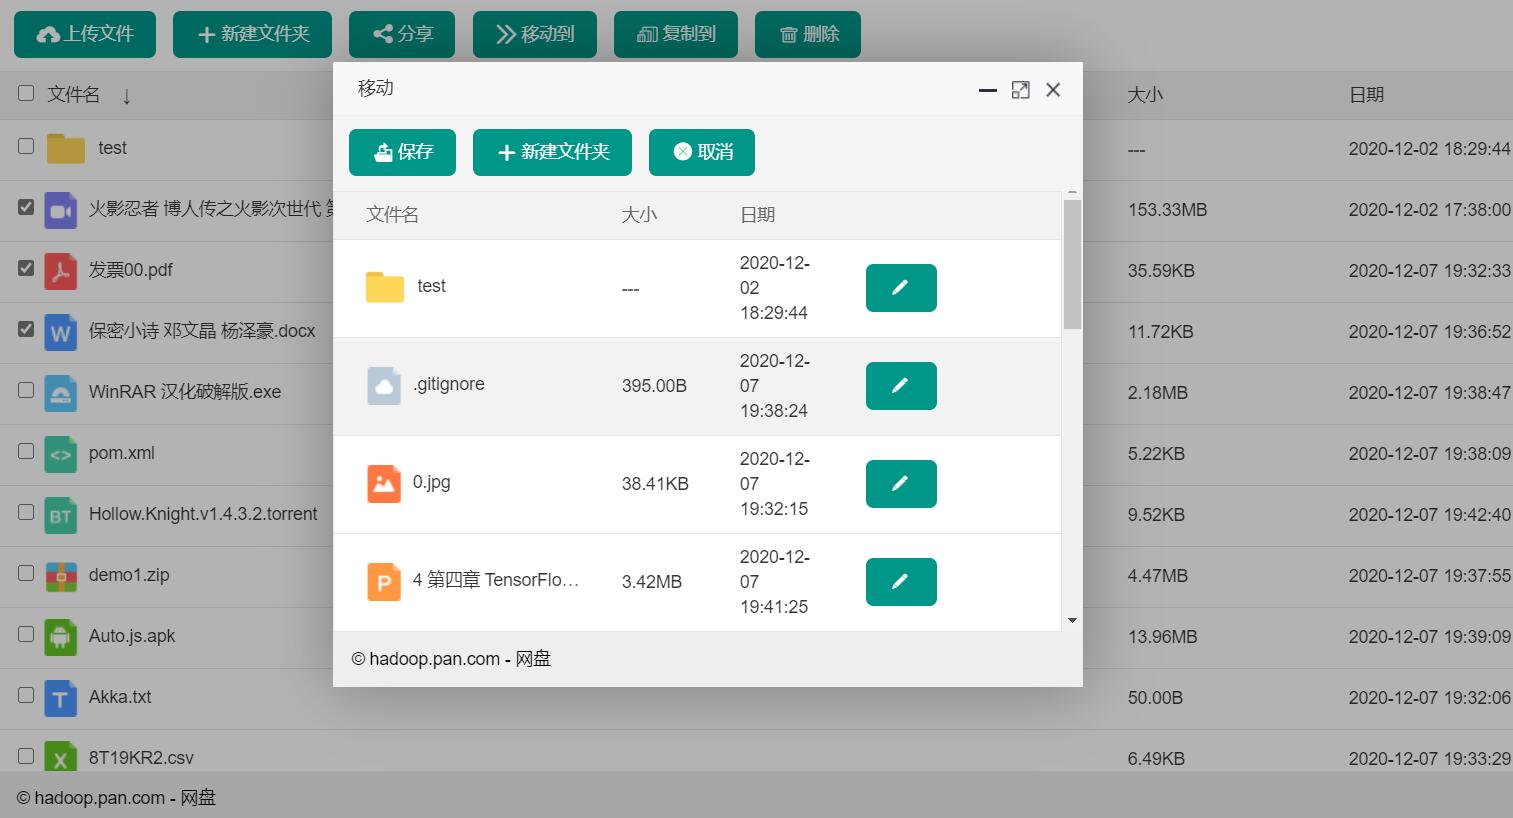 上传文件 新建文件夹 分享 移动到 复制到 删除
文件名 ↓ 大小 日期
test --- 2020-12-02 18:29:44
火影忍者 博人传之火影次世代 153.33MB 2020-12-02 17:38:00
发票00.pdf 35.59KB 2020-12-07 19:32:33
保密小诗 邓文晶 杨泽豪.docx 11.72KB 2020-12-07 19:36:52
WinRAR 汉化破解版.exe 2.18MB 2020-12-07 19:38:47
pom.xml 5.22KB 2020-12-07 19:38:09
Hollow.Knight.v1.4.3.2.torrent 9.52KB 2020-12-07 19:42:40
demo1.zip 4.47MB 2020-12-07 19:37:55
Auto.js.apk 13.96MB 2020-12-07 19:39:09
Akka.txt 50.00B 2020-12-07 19:32:06
8T19KR2.csv 6.49KB 2020-12-07 19:33:29
© hadoop.pan.com - 网盘
移动
保存 新建文件夹 取消
文件名 大小 日期
test --- 2020-12-
02
18:29:44
.gitignore 395.00B 2020-12-
07
19:38:24
0.jpg 38.41KB 2020-12-
07
19:32:15
4 第四章 TensorFlo… 3.42MB 2020-12-
07
19:41:25
© hadoop.pan.com - 网盘